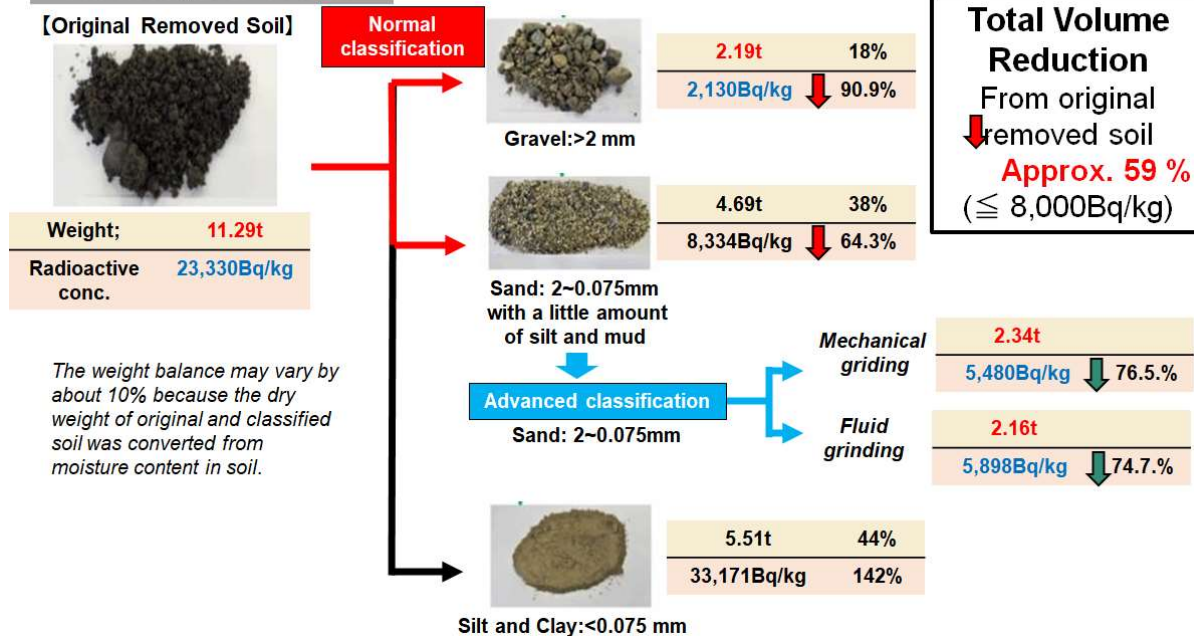 【Original Removed Soil】
Weight; 11.29t
Radioactive conc. 23,330Bq/kg
The weight balance may vary by
about 10% because the dry
weight of original and classified
soil was converted from
moisture content in soil.
Normal
classification
Gravel:>2 mm
2.19t 18%
2,130Bq/kg 90.9%
Sand: 2~0.075mm
with a little amount
of silt and mud
4.69t 38%
8,334Bq/kg 64.3%
Advanced classification
Sand: 2~0.075mm
Mechanical
griding
2.34t
5,480Bq/kg 76.5.%
Fluid
grinding
2.16t
5,898Bq/kg 74.7.%
Silt and Clay:<0.075 mm
5.51t 44%
33,171Bq/kg 142%
Total Volume
Reduction
From original
removed soil
Approx. 59 %
(≦ 8,000Bq/kg)